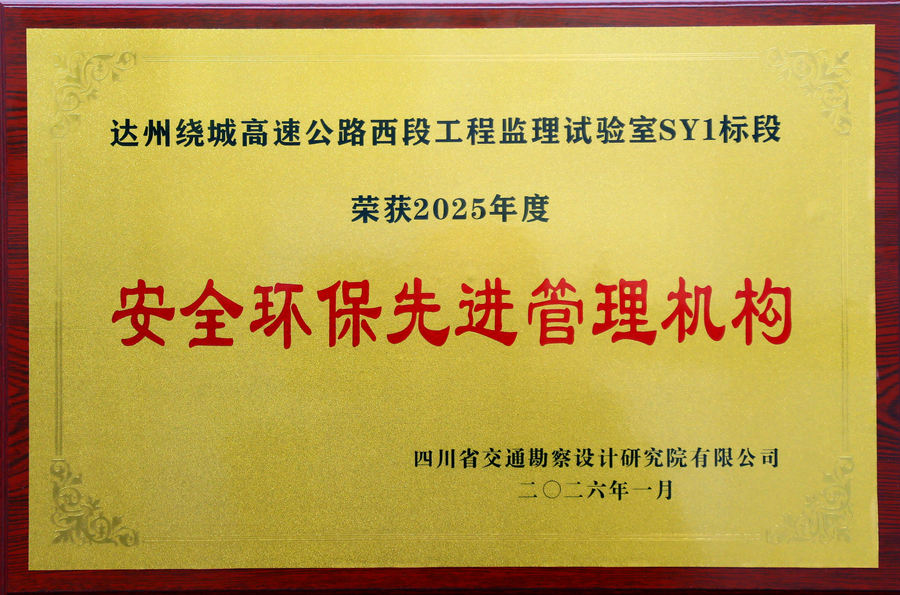 达州绕城高速公路西段工程监理试验室SY1标段
荣获2025年度
安全环保先进管理机构
四川省交通勘察设计研究院有限公司
二〇二六年一月